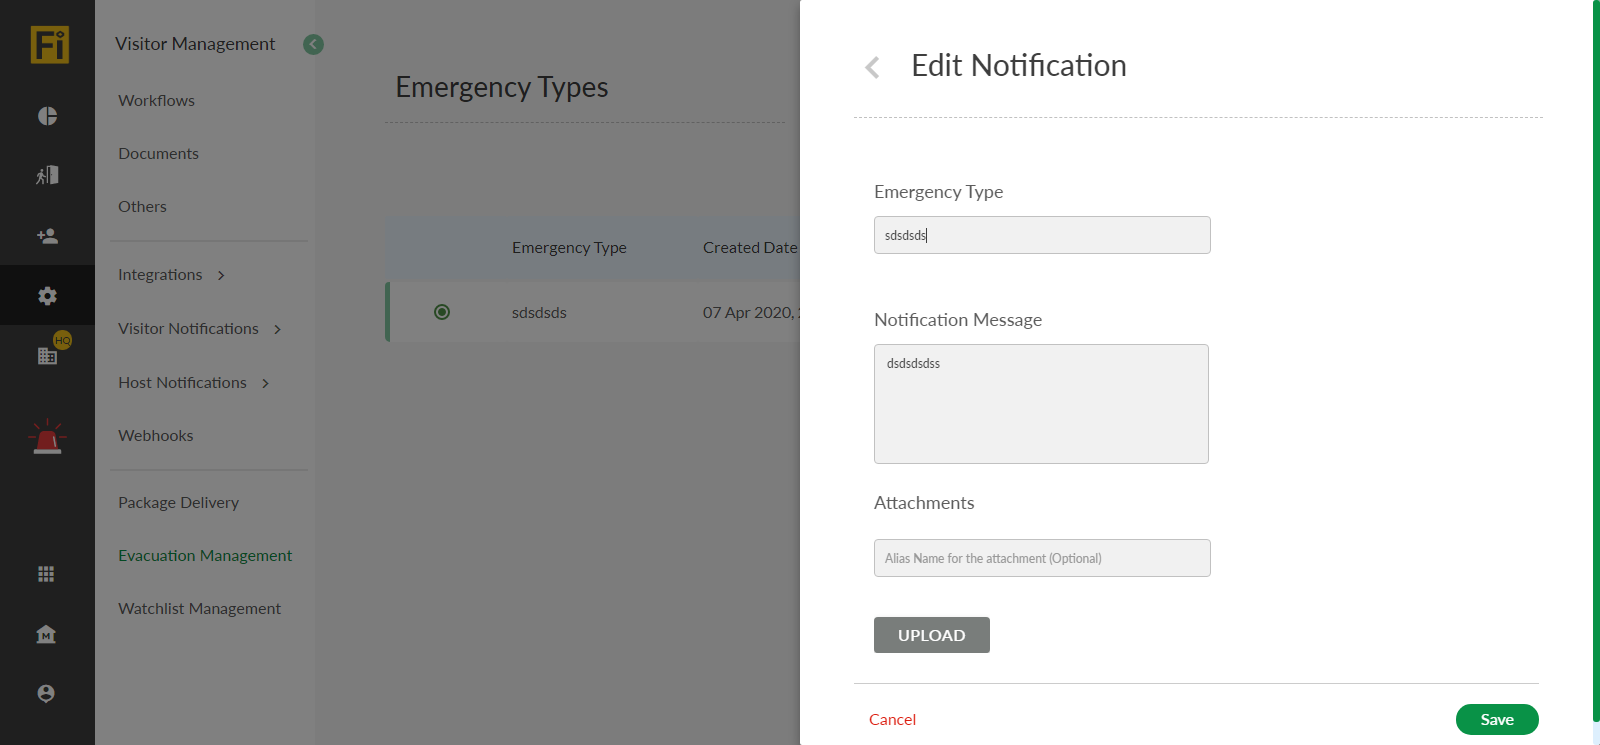 Fi
Visitor Management
Workflows
Documents
Others
Integrations
Visitor Notifications
HQ
Host Notifications
Webhooks
Package Delivery
Evacuation Management
Watchlist Management
M
Emergency Types
Emergency Type Created Date
sdsdsds 07 Apr 2020,
Edit Notification
Emergency Type
sdsdsds
Notification Message
dsdsdsdss
Attachments
Alias Name for the attachment (Optional)
UPLOAD
Cancel
Save